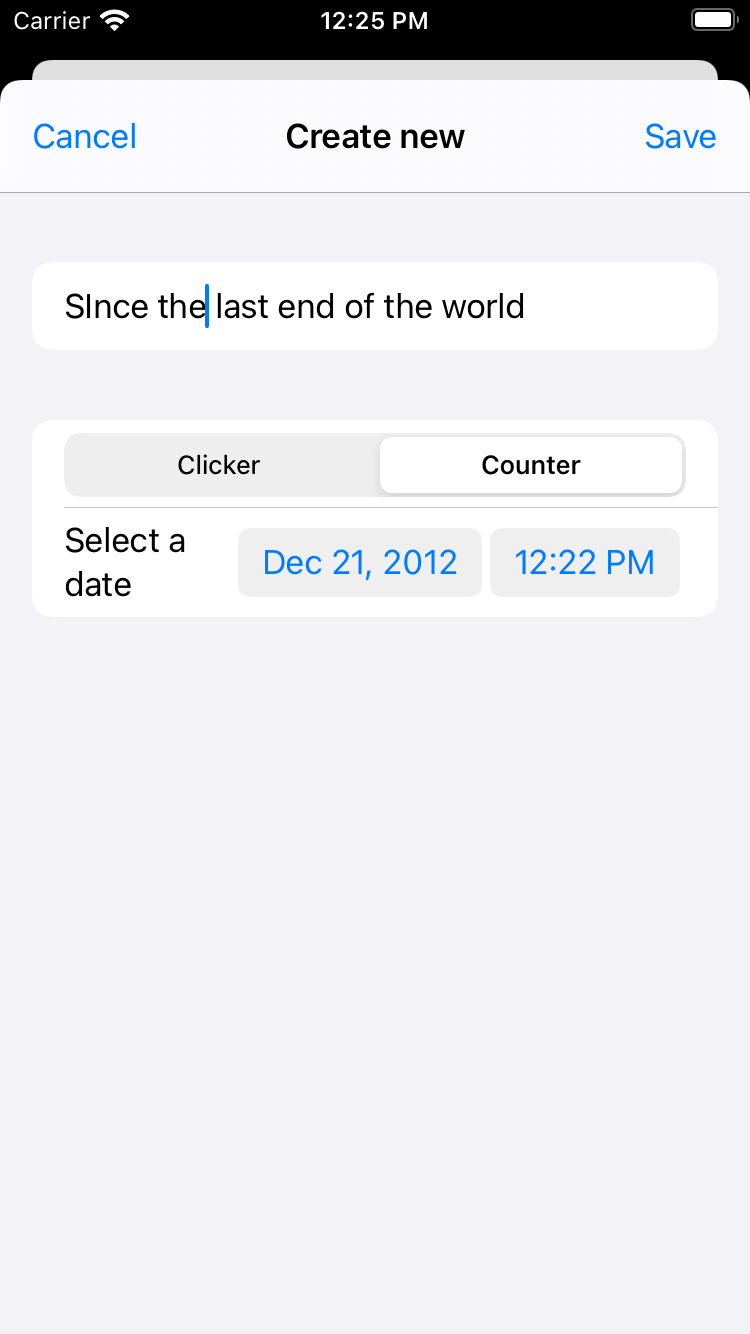 Carrier 12:25 PM
Cancel Create new Save
SInce the last end of the world
Clicker Counter
Select a
date
Dec 21, 2012 12:22 PM